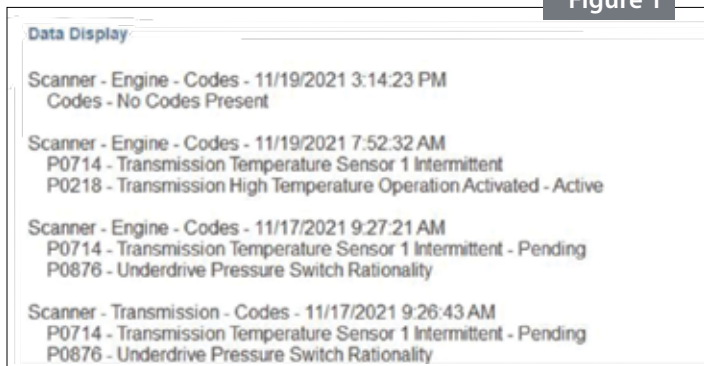 Figure 1
Data Display
Scanner - Engine - Codes - 11/19/2021 3:14:23 PM
Codes - No Codes Present
Scanner - Engine - Codes - 11/19/2021 7:52:32 AM
P0714 - Transmission Temperature Sensor 1 Intermittent
P0218 - Transmission High Temperature Operation Activated - Active
Scanner - Engine - Codes - 11/17/2021 9:27:21 AM
P0714 - Transmission Temperature Sensor 1 Intermittent - Pending
P0876 - Underdrive Pressure Switch Rationality
Scanner - Transmission - Codes - 11/17/2021 9:26:43 AM
P0714 - Transmission Temperature Sensor 1 Intermittent - Pending
P0876 - Underdrive Pressure Switch Rationality